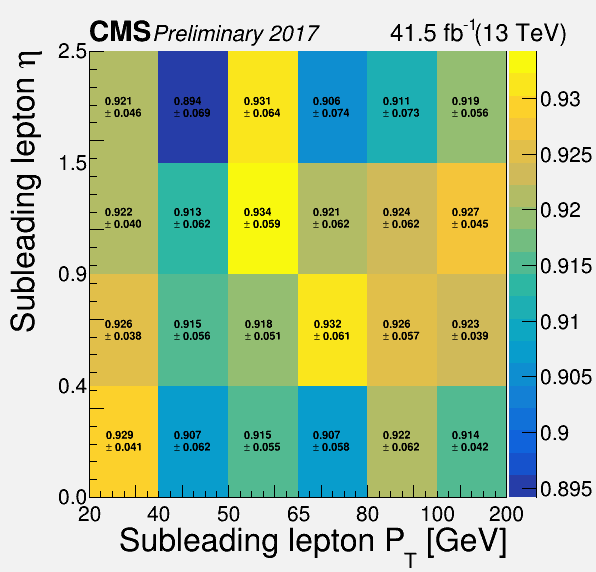 CMS Preliminary 2017 41.5 fb⁻¹(13 TeV)
Subleading lepton η
2.5
1.5
0.9
0.4
0.0
0.921 0.894 0.931 0.906 0.911 0.919
± 0.046 ± 0.069 ± 0.064 ± 0.074 ± 0.073 ± 0.056
0.922 0.913 0.934 0.921 0.924 0.927
± 0.040 ± 0.062 ± 0.059 ± 0.062 ± 0.062 ± 0.045
0.926 0.915 0.918 0.932 0.926 0.923
± 0.038 ± 0.056 ± 0.051 ± 0.061 ± 0.057 ± 0.039
0.929 0.907 0.915 0.907 0.922 0.914
± 0.041 ± 0.062 ± 0.055 ± 0.058 ± 0.062 ± 0.042
20 40 50 65 80 100 200
Subleading lepton P_T [GeV]
0.93
0.925
0.92
0.915
0.91
0.905
0.9
0.895